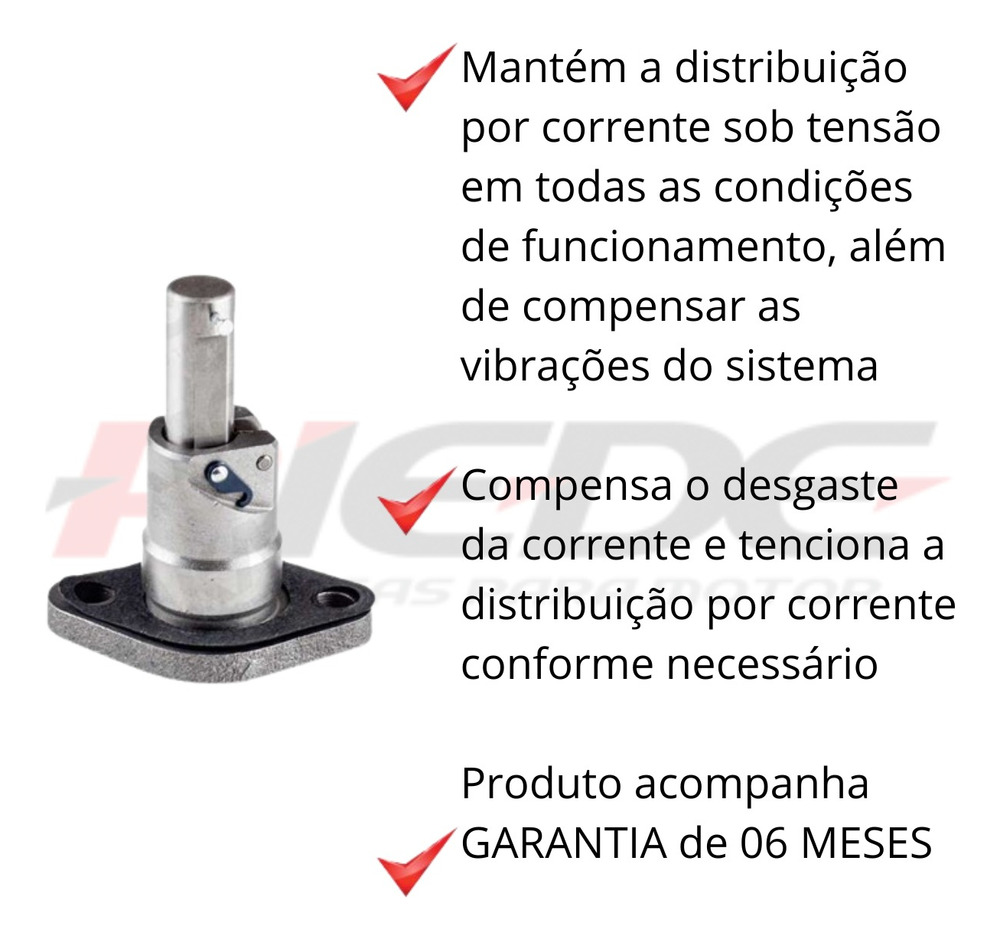 Mantém a distribuição
por corrente sob tensão
em todas as condições
de funcionamento, além
de compensar as
vibrações do sistema
Compensa o desgaste
da corrente e tenciona a
distribuição por corrente
conforme necessário
Produto acompanha
GARANTIA de 06 MESES